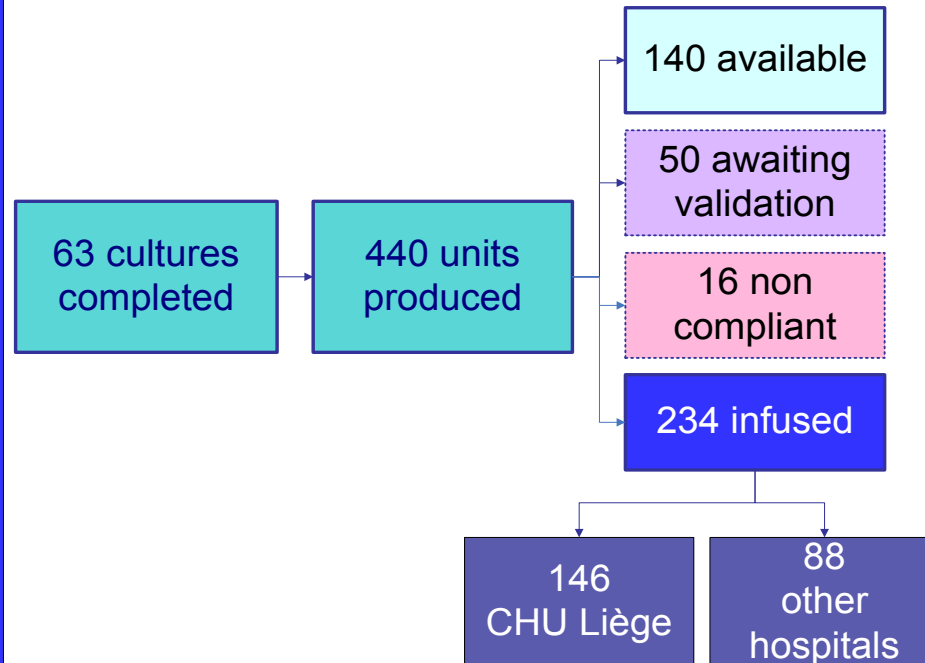 140 available
50 awaiting
validation
63 cultures
completed
440 units
produced
16 non
compliant
234 infused
146
CHU Liège
88
other
hospitals